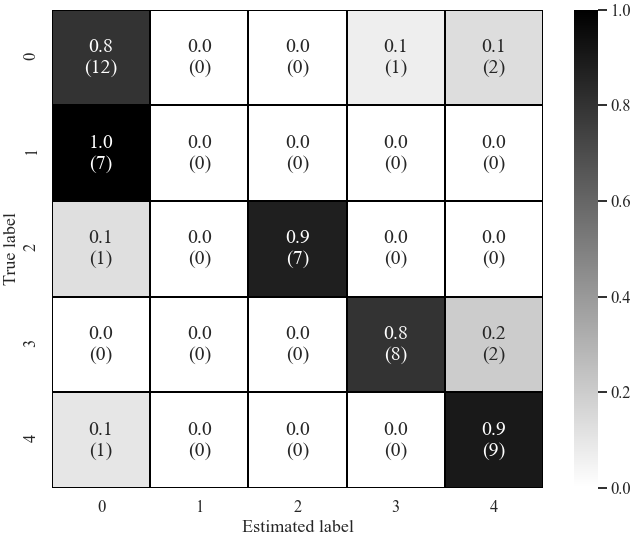 0.8 0.0 0.0 0.1 0.1
0 (12) (0) (0) (1) (2)
1.0 0.0 0.0 0.0 0.0
1 (7) (0) (0) (0) (0)
0.1 0.0 0.9 0.0 0.0
2 (1) (0) (7) (0) (0)
0.0 0.0 0.0 0.8 0.2
3 (0) (0) (0) (8) (2)
0.1 0.0 0.0 0.0 0.9
4 (1) (0) (0) (0) (9)
True label
0 1 2 3 4
Estimated label
1.0
0.8
0.6
0.4
0.2
0.0